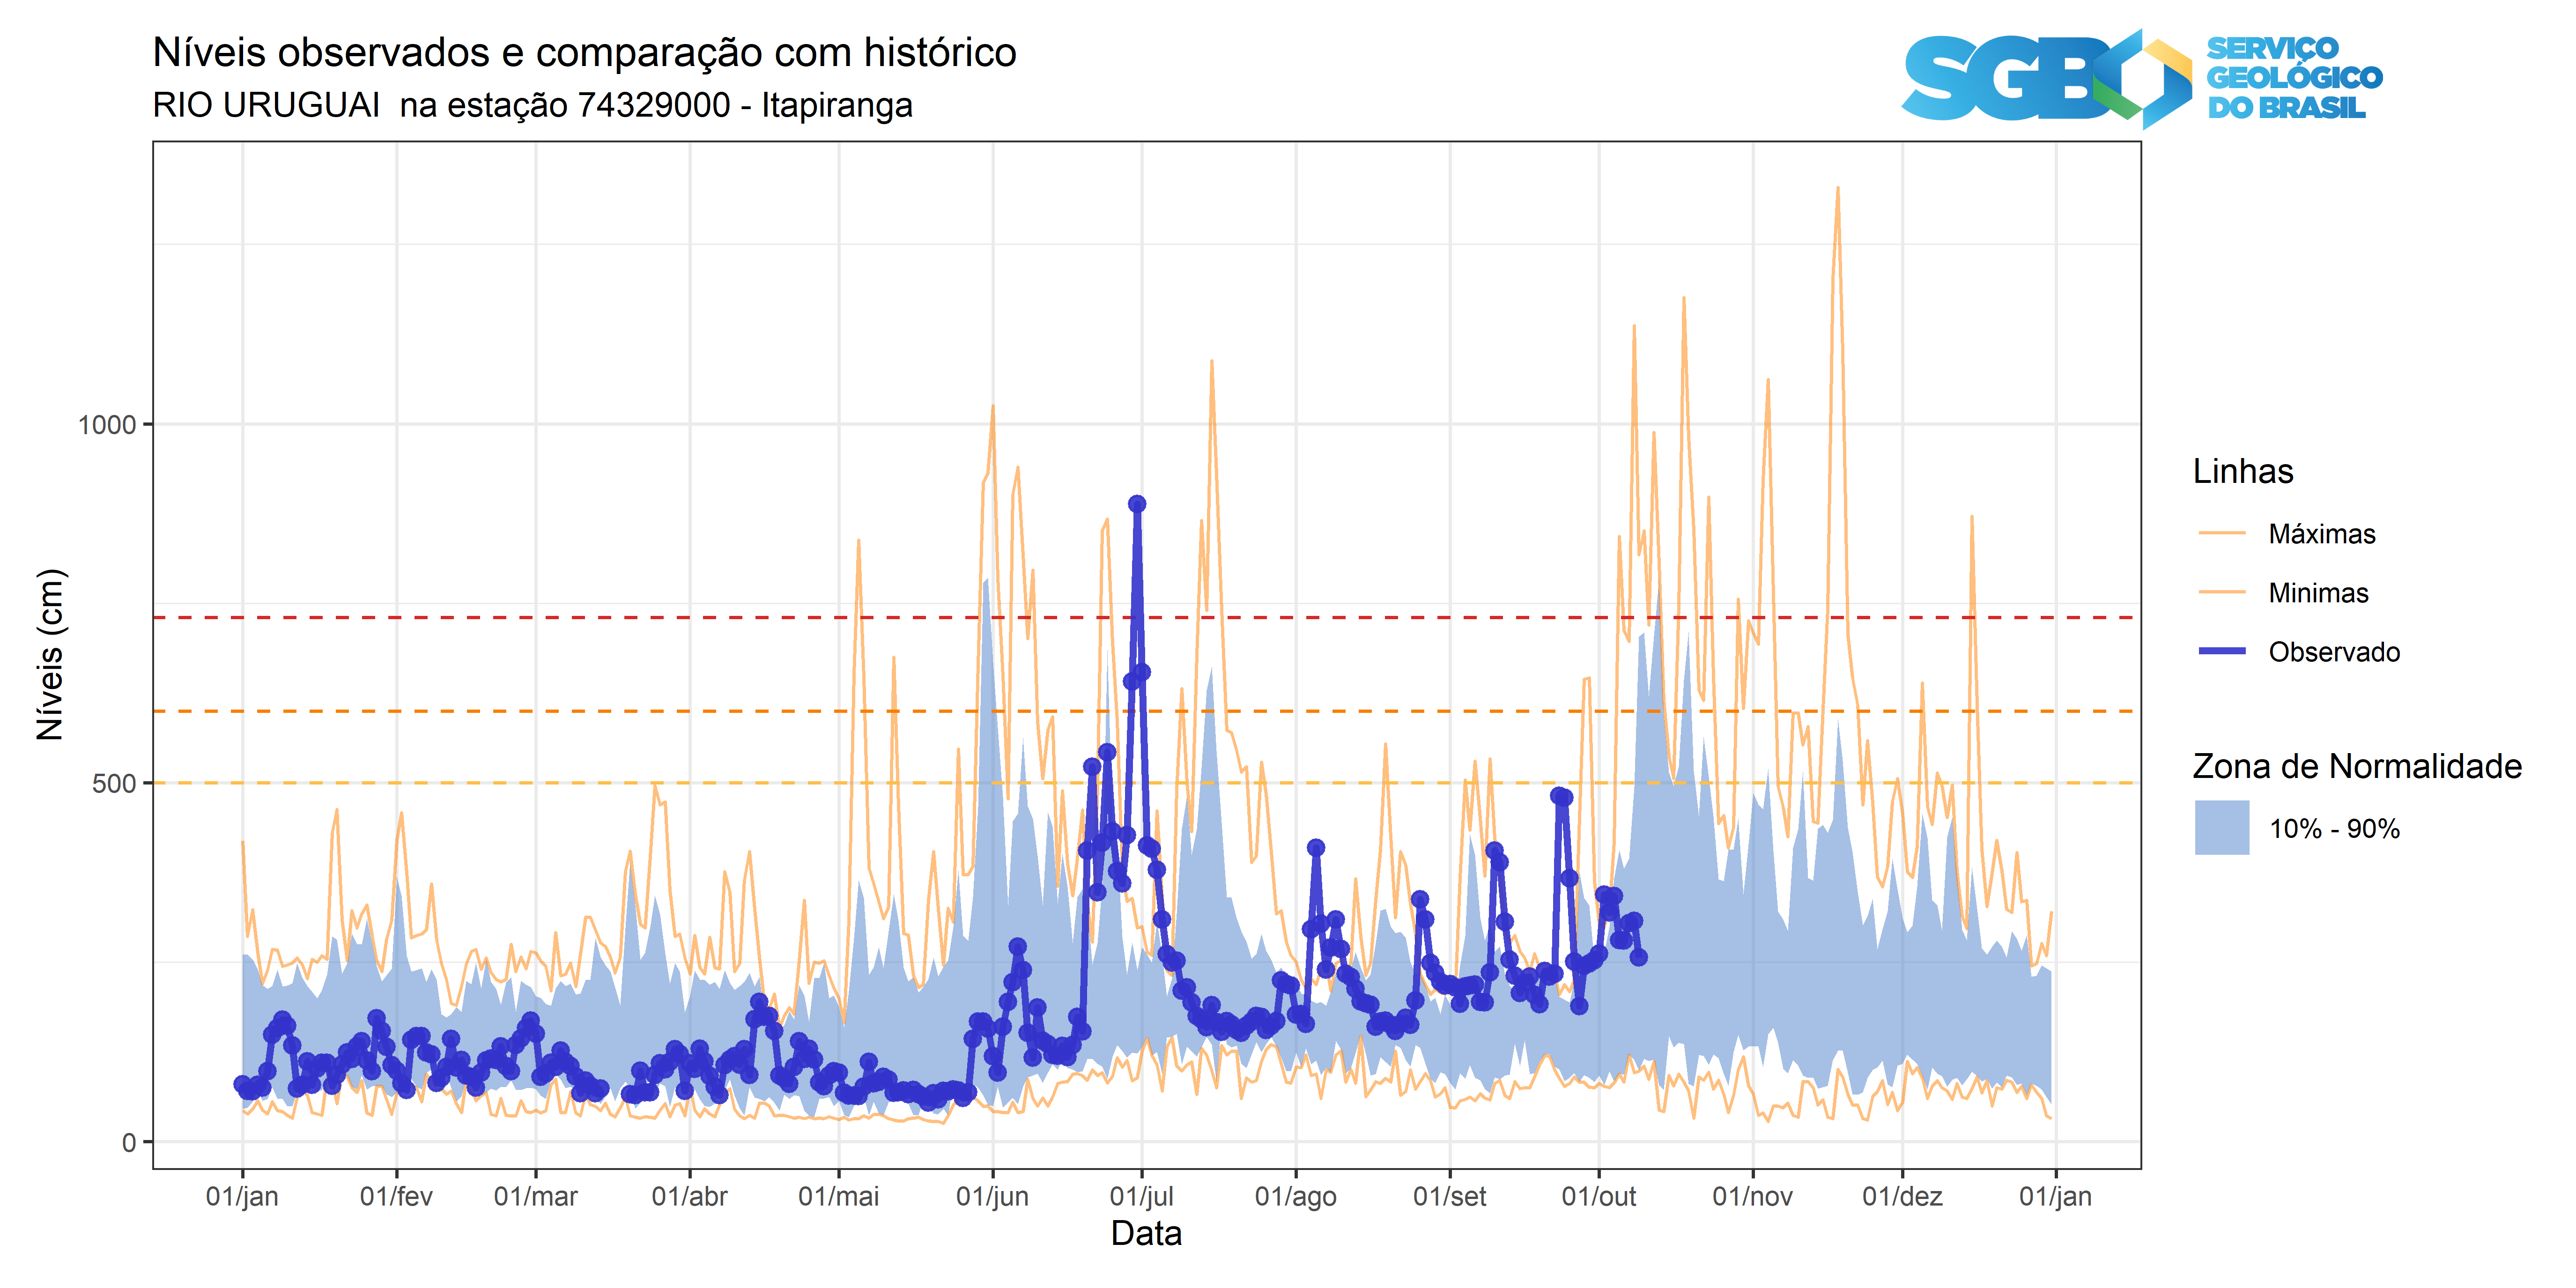 Níveis observados e comparação com histórico
RIO URUGUAI  na estação 74329000 - Itapiranga
SGB
SERVIÇO
GEOLÓGICO
DO BRASIL
Níveis (cm)
1000
500
0
01/jan
01/fev
01/mar
01/abr
01/mai
01/jun
01/jul
01/ago
01/set
01/out
01/nov
01/dez
01/jan
Data
Linhas
Máximas
Minimas
Observado
Zona de Normalidade
10% - 90%